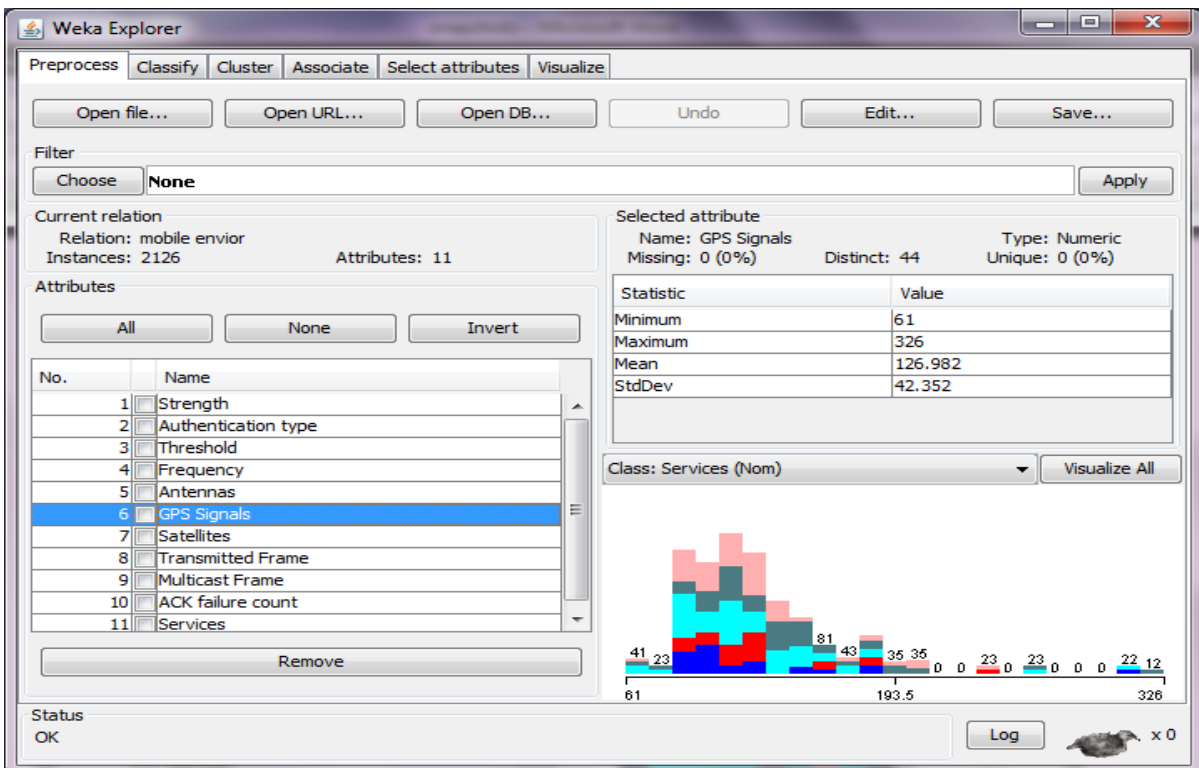 Weka Explorer
Preprocess Classify Cluster Associate Select attributes Visualize
Open file... Open URL... Open DB... Undo Edit... Save...
Filter
Choose None Apply
Current relation
Relation: mobile envior
Instances: 2126 Attributes: 11
Attributes
All None Invert
No. Name
1 Strength
2 Authentication type
3 Threshold
4 Frequency
5 Antennas
6 GPS Signals
7 Satellites
8 Transmitted Frame
9 Multicast Frame
10 ACK failure count
11 Services
Remove
Selected attribute
Name: GPS Signals Type: Numeric
Missing: 0 (0%) Distinct: 44 Unique: 0 (0%)
Statistic Value
Minimum 61
Maximum 326
Mean 126.982
StdDev 42.352
Class: Services (Nom) Visualize All
41 23 81 43 35 35 0 0 23 0 23 0 0 0 22 12
61 193.5 326
Status
OK Log x 0